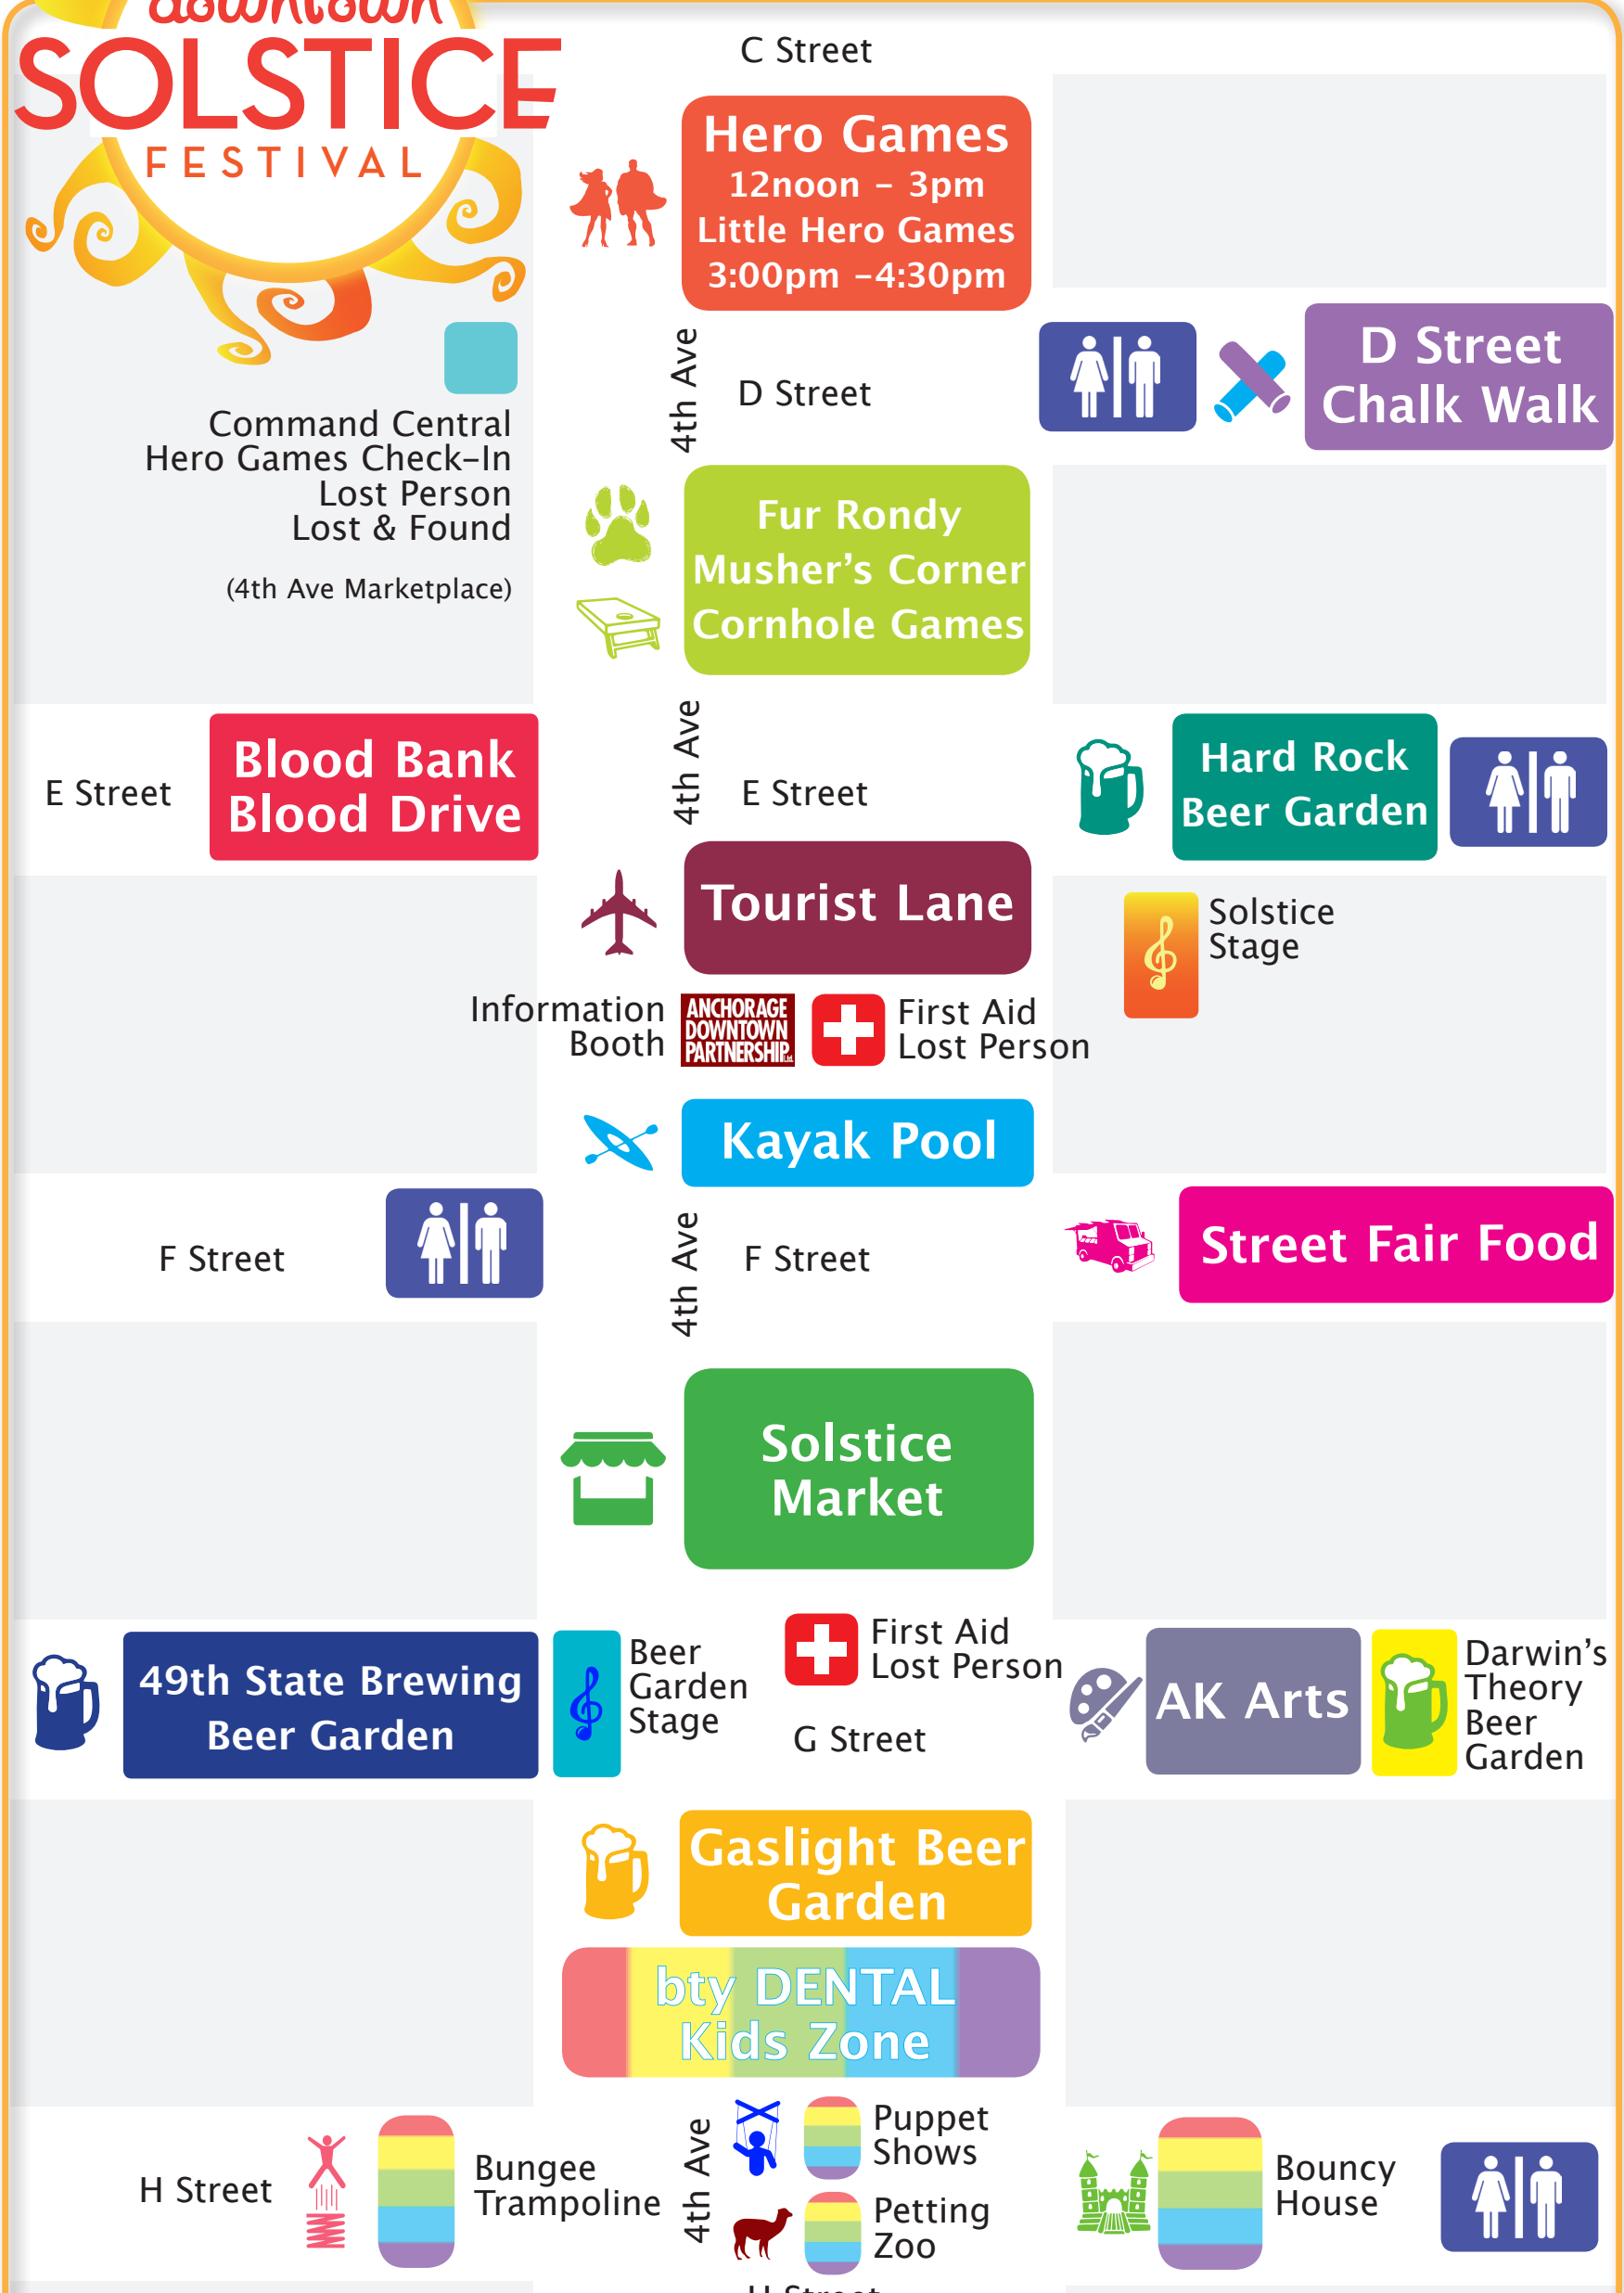 downtown
SOLSTICE
FESTIVAL
C Street
Hero Games
12noon – 3pm
Little Hero Games
3:00pm –4:30pm
4th Ave
D Street
D Street
Chalk Walk
Command Central
Hero Games Check-In
Lost Person
Lost & Found
(4th Ave Marketplace)
Fur Rondy
Musher's Corner
Cornhole Games
E Street
Blood Bank
Blood Drive
4th Ave
E Street
Hard Rock
Beer Garden
Tourist Lane
Solstice
Stage
Information
Booth
ANCHORAGE
DOWNTOWN
PARTNERSHIP Ltd.
First Aid
Lost Person
Kayak Pool
F Street
4th Ave
F Street
Street Fair Food
Solstice
Market
49th State Brewing
Beer Garden
Beer
Garden
Stage
First Aid
Lost Person
G Street
AK Arts
Darwin's
Theory
Beer
Garden
Gaslight Beer
Garden
bty DENTAL
Kids Zone
H Street
Bungee
Trampoline
4th Ave
Puppet
Shows
Petting
Zoo
Bouncy
House
H Street